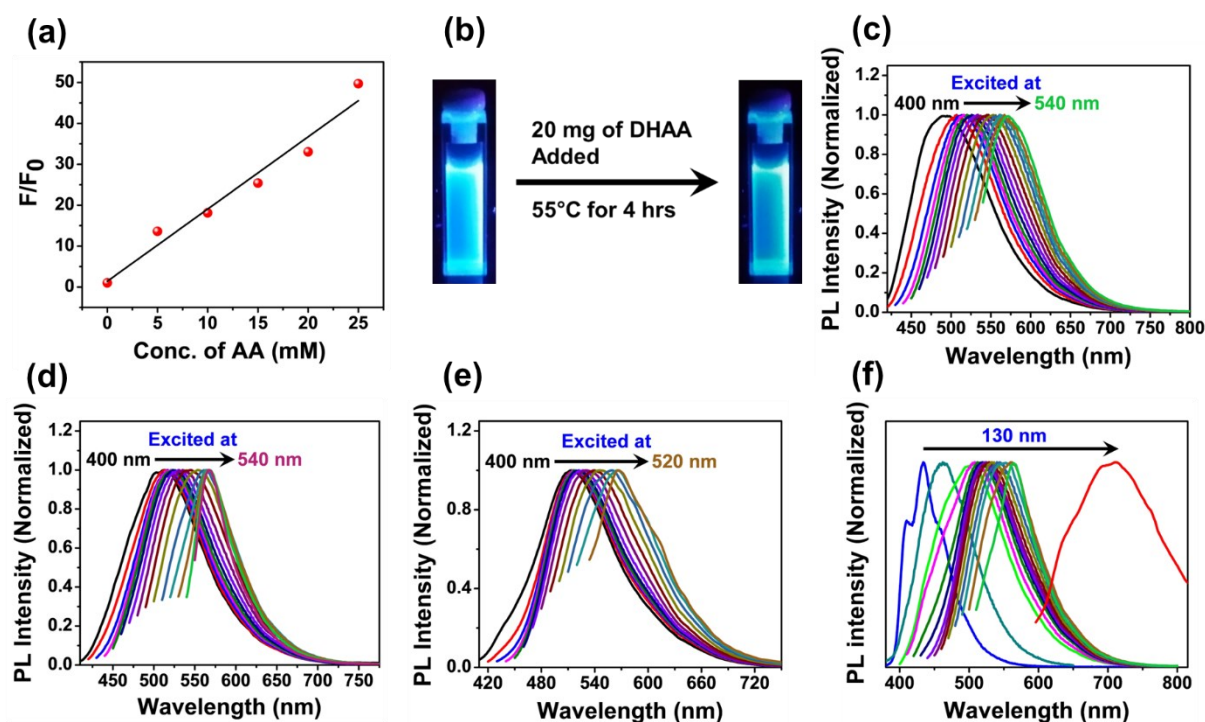 (a)
50
40
30
20
10
0
F/F0
0 5 10 15 20 25
Conc. of AA (mM)
(b)
20 mg of DHAA
Added
55°C for 4 hrs
(c)
1.2
1.0
0.8
0.6
0.4
0.2
0.0
PL Intensity (Normalized)
Excited at
400 nm 540 nm
450 500 550 600 650 700 750 800
Wavelength (nm)
(d)
1.2
1.0
0.8
0.6
0.4
0.2
0.0
PL Intensity (Normalized)
Excited at
400 nm 540 nm
450 500 550 600 650 700 750
Wavelength (nm)
(e)
1.2
0.8
0.4
0.0
PL Intensity (Normalized)
Excited at
400 nm 520 nm
420 480 540 600 660 720
Wavelength (nm)
(f)
PL intensity (Normalized)
130 nm
400 500 600 700 800
Wavelength (nm)